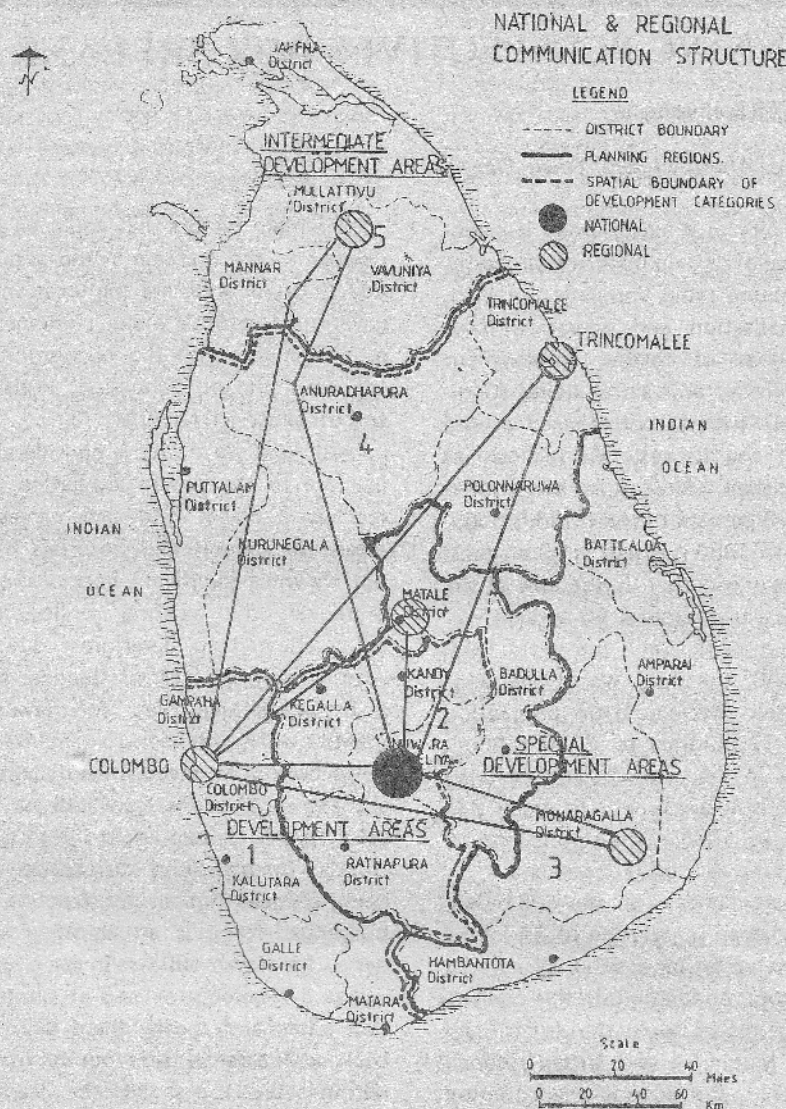 NATIONAL & REGIONAL
COMMUNICATION STRUCTURE
LEGEND
DISTRICT BOUNDARY
PLANNING REGIONS.
SPATIAL BOUNDARY OF
DEVELOPMENT CATEGORIES
NATIONAL
REGIONAL
N
JAFFNA
District
INTERMEDIATE
DEVELOPMENT AREAS
MULLATTIVU
District
5
MANNAR
District
VAVUNIYA
District
TRINCOMALEE
District
TRINCOMALEE
ANURADHAPURA
District
4
INDIAN
OCEAN
PUTTALAM
District
POLONNARUWA
District
INDIAN
OCEAN
KURUNEGALA
District
BATTICALOA
District
MATALE
District
GAMPAHA
District
KEGALLA
District
KANDY
District
2
BADULLA
District
AMPARAI
District
COLOMBO
ELIYA
SPECIAL
DEVELOPMENT AREAS
COLOMBO
District
DEVELOPMENT AREAS
1
MONARAGALLA
District
3
KALUTARA
District
RATNAPURA
District
GALLE
District
HAMBANTOTA
District
MATARA
District
Scale
0 20 40
Miles
0 20 40 60
Km